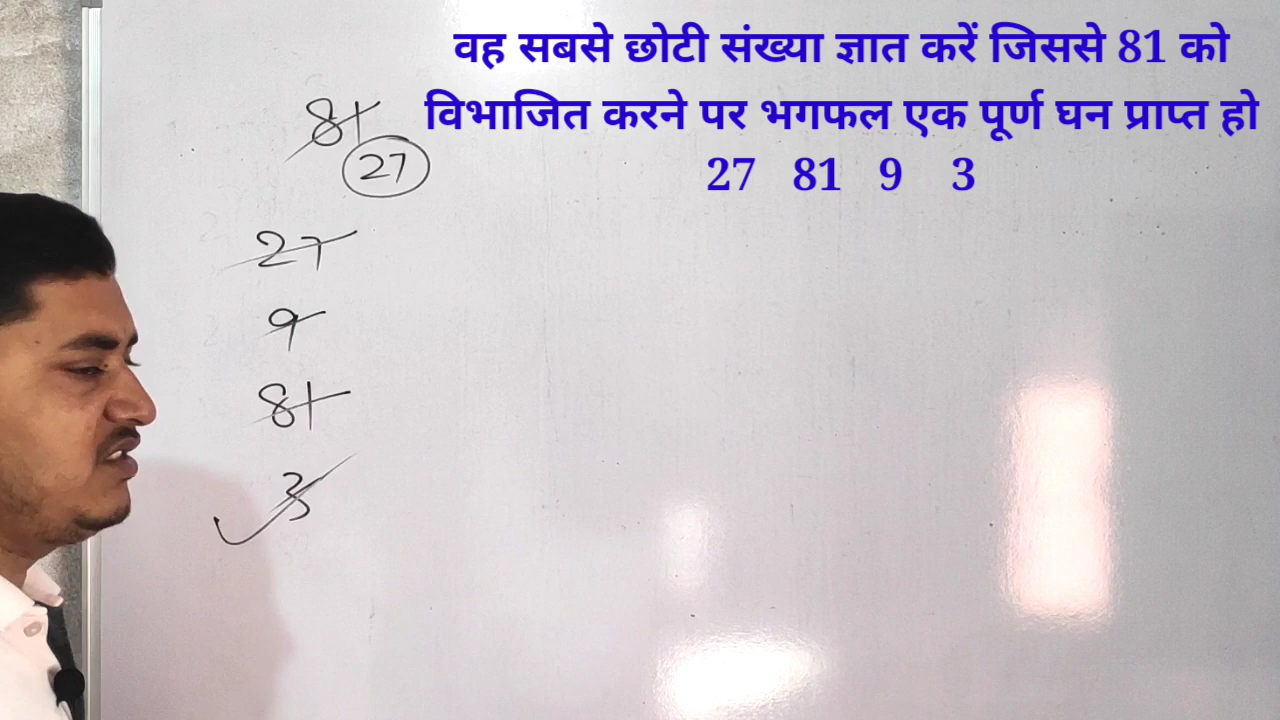 वह सबसे छोटी संख्या ज्ञात करें जिससे 81 को
विभाजित करने पर भगफल एक पूर्ण घन प्राप्त हो
27 81 9 3
81
27
27
9
81
3